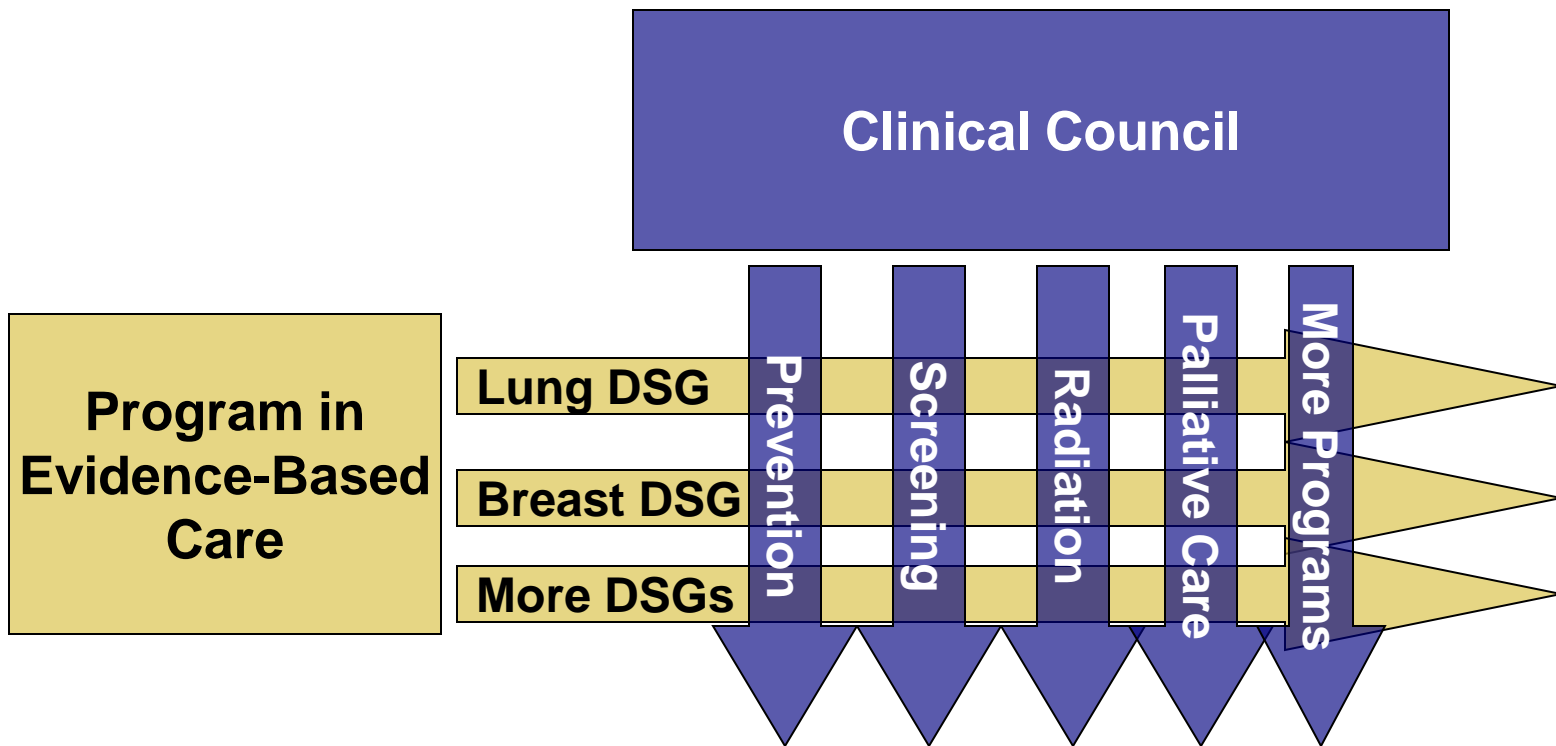 Clinical Council
Program in
Evidence-Based
Care
Lung DSG
Breast DSG
More DSGs
Prevention
Screening
Radiation
Palliative Care
More Programs